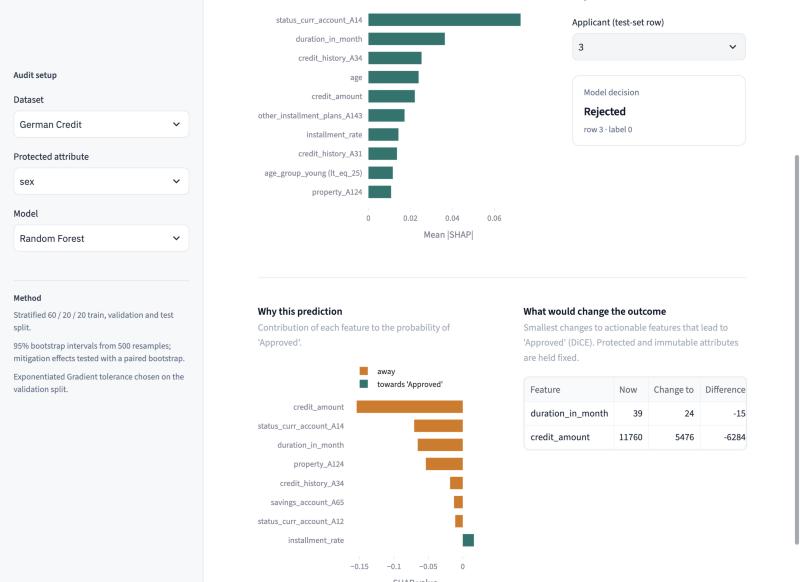 Audit setup
Dataset
German Credit
Protected attribute
sex
Model
Random Forest
Method
Stratified 60 / 20 / 20 train, validation and test
split.
95% bootstrap intervals from 500 resamples;
mitigation effects tested with a paired bootstrap.
Exponentiated Gradient tolerance chosen on the
validation split.
status_curr_account_A14
duration_in_month
credit_history_A34
age
credit_amount
other_installment_plans_A143
installment_rate
credit_history_A31
age_group_young (lt_eq_25)
property_A124
0 0.02 0.04 0.06
Mean |SHAP|
Applicant (test-set row)
3
Model decision
Rejected
row 3 · label 0
Why this prediction
Contribution of each feature to the probability of
'Approved'.
away
towards 'Approved'
credit_amount
status_curr_account_A14
duration_in_month
property_A124
credit_history_A34
savings_account_A65
status_curr_account_A12
installment_rate
−0.15 −0.1 −0.05 0
What would change the outcome
Smallest changes to actionable features that lead to
'Approved' (DiCE). Protected and immutable attributes
are held fixed.
Feature Now Change to Difference
duration_in_month 39 24 -15
credit_amount 11760 5476 -6284